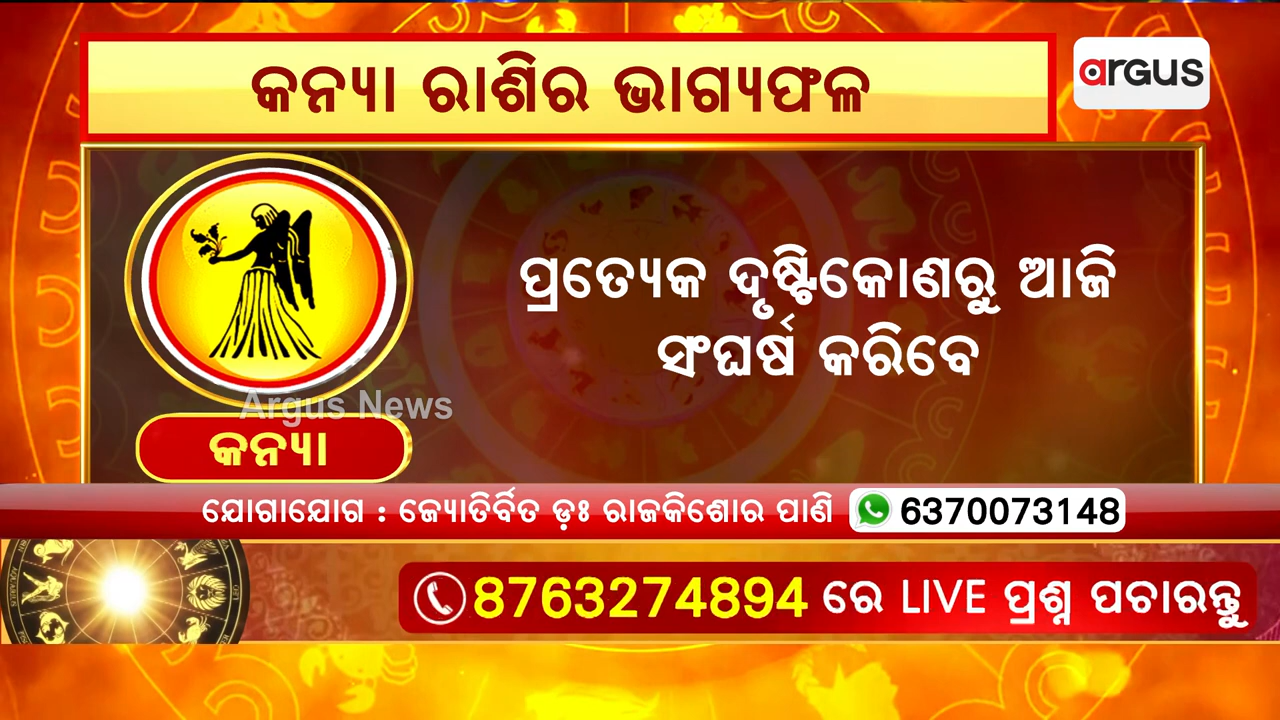 କନ୍ୟା ରାଶିର ଭାଗ୍ୟଫଳ
argus
ପ୍ରତ୍ୟେକ ଦୃଷ୍ଟିକୋଣରୁ ଆଜି
ସଂଘର୍ଷ କରିବେ
Argus News
କନ୍ୟା
ଯୋଗାଯୋଗ : ଜ୍ୟୋତିର୍ବିତ ଡ଼ଃ ରାଜକିଶୋର ପାଣି 6370073148
8763274894 ରେ LIVE ପ୍ରଶ୍ନ ପଚାରନ୍ତୁ